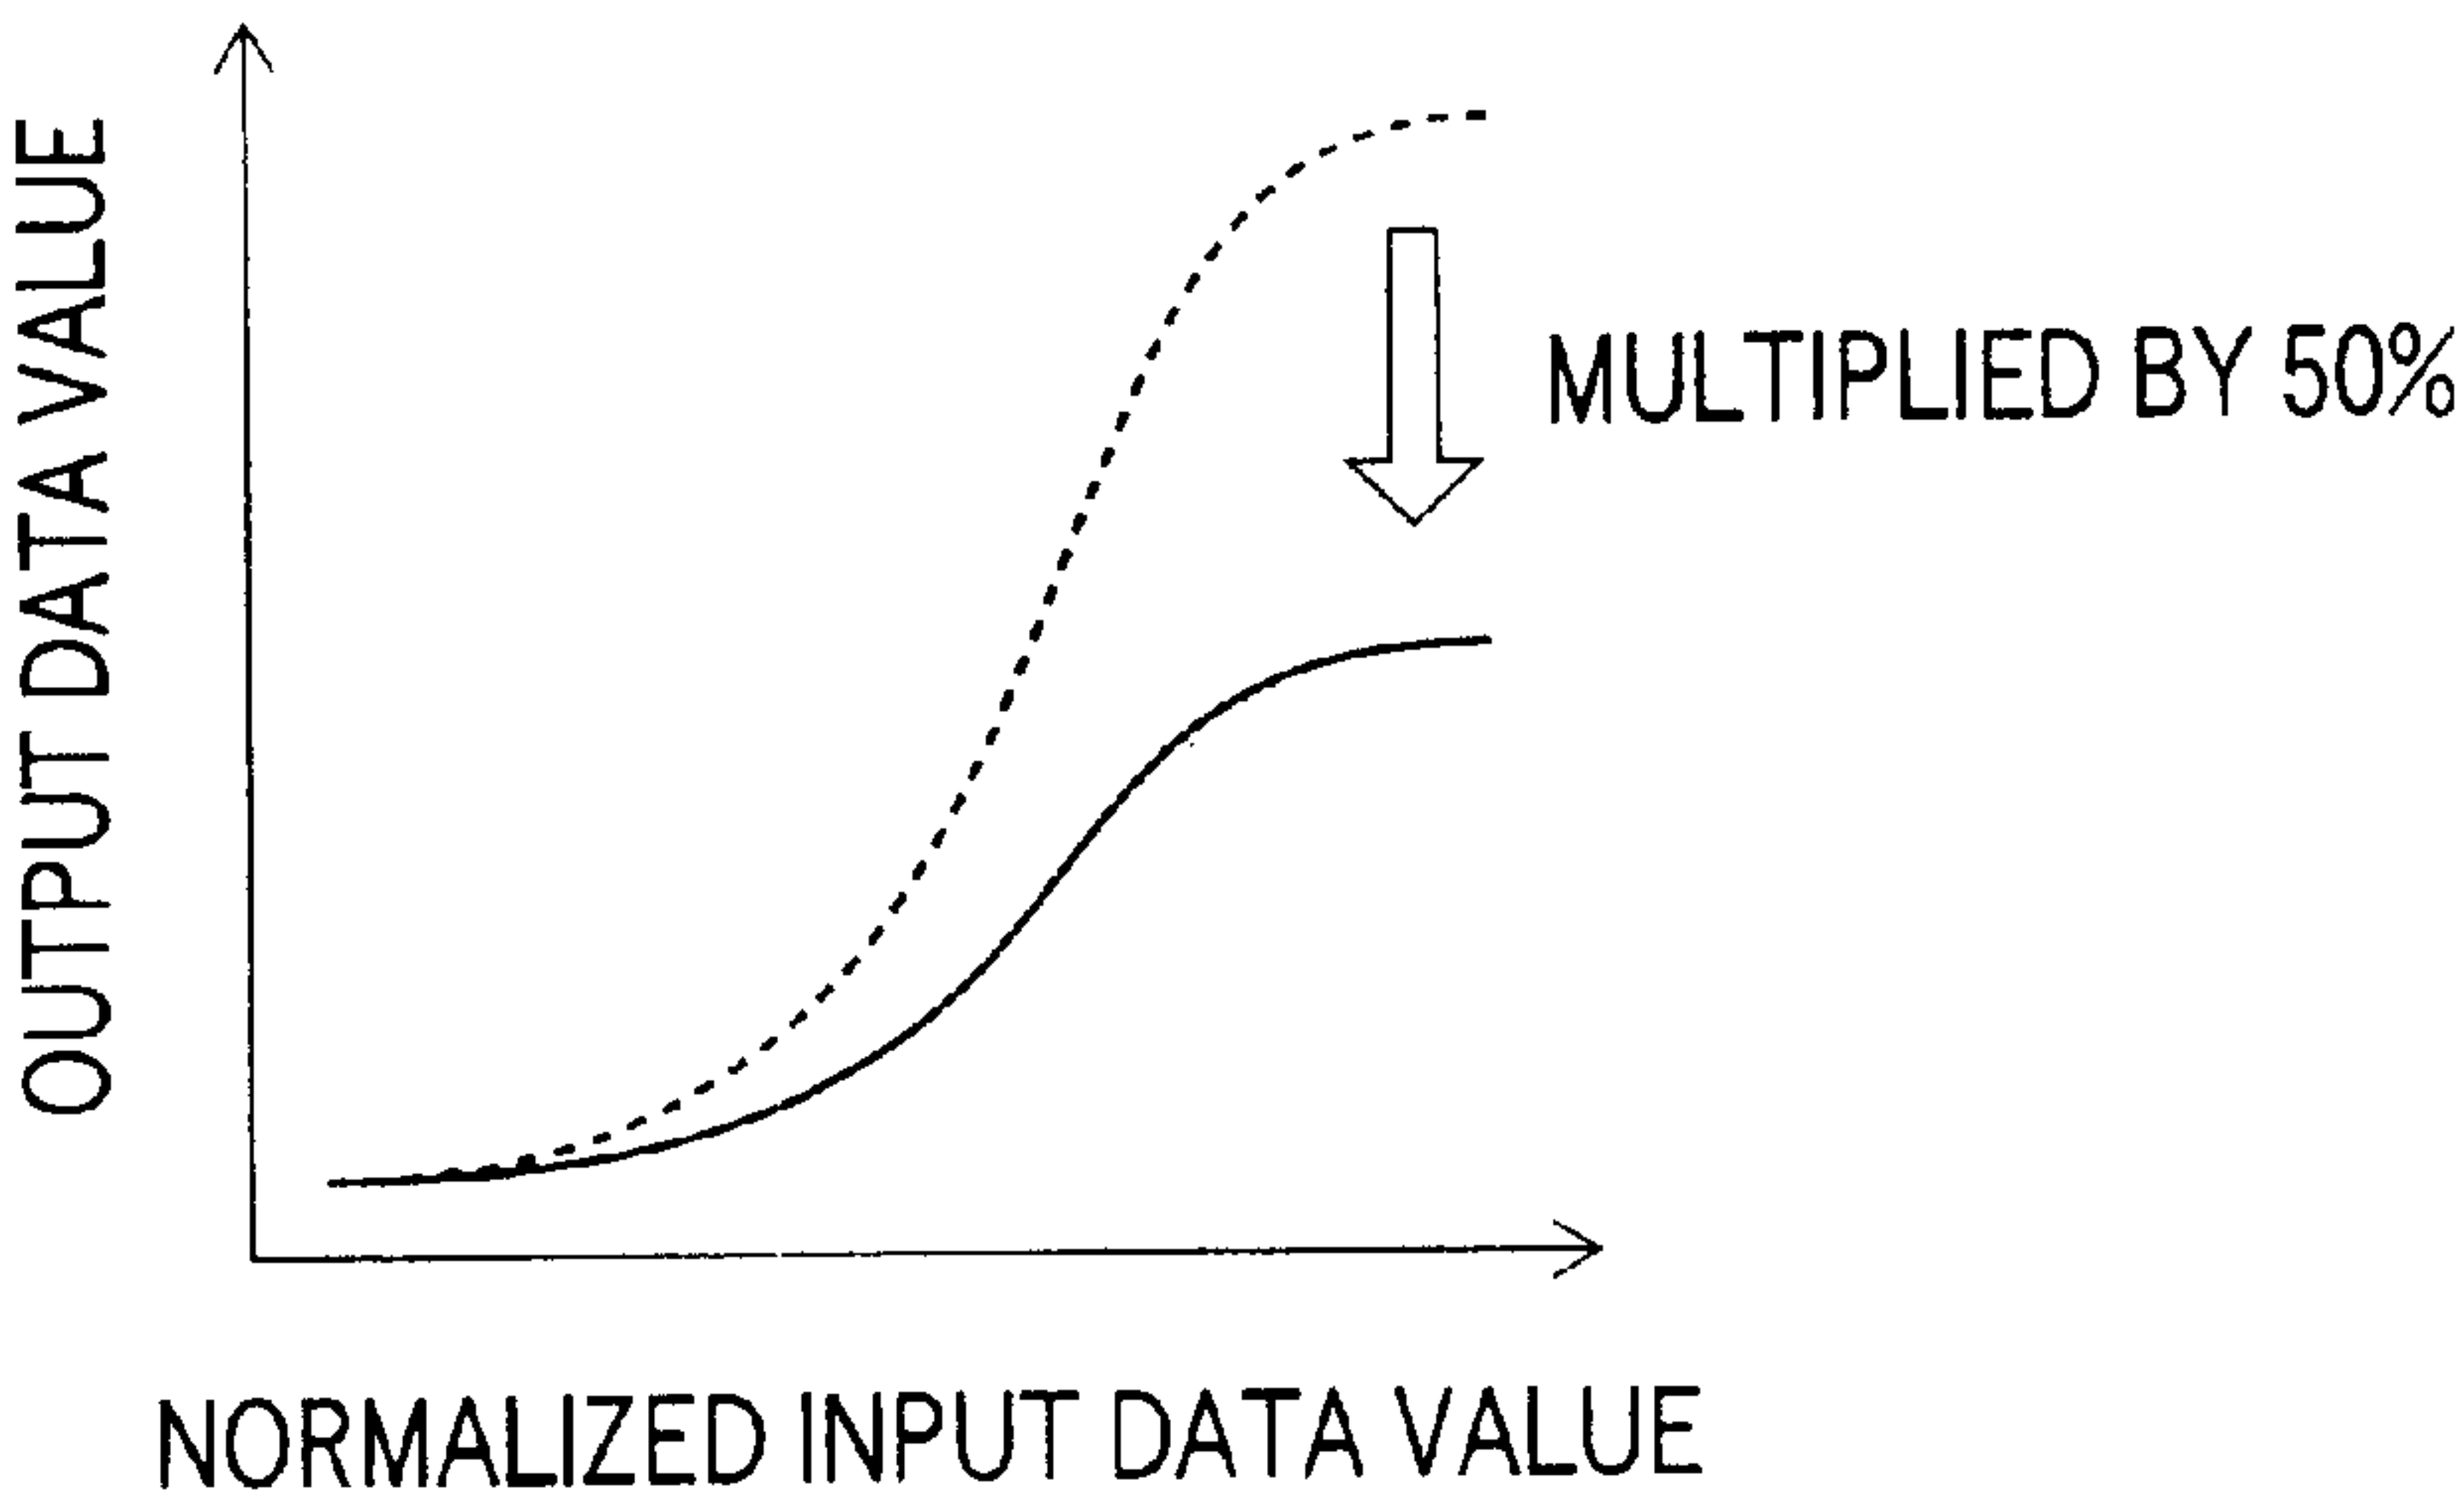 OUTPUT DATA VALUE
MULTIPLIED BY 50%
NORMALIZED INPUT DATA VALUE